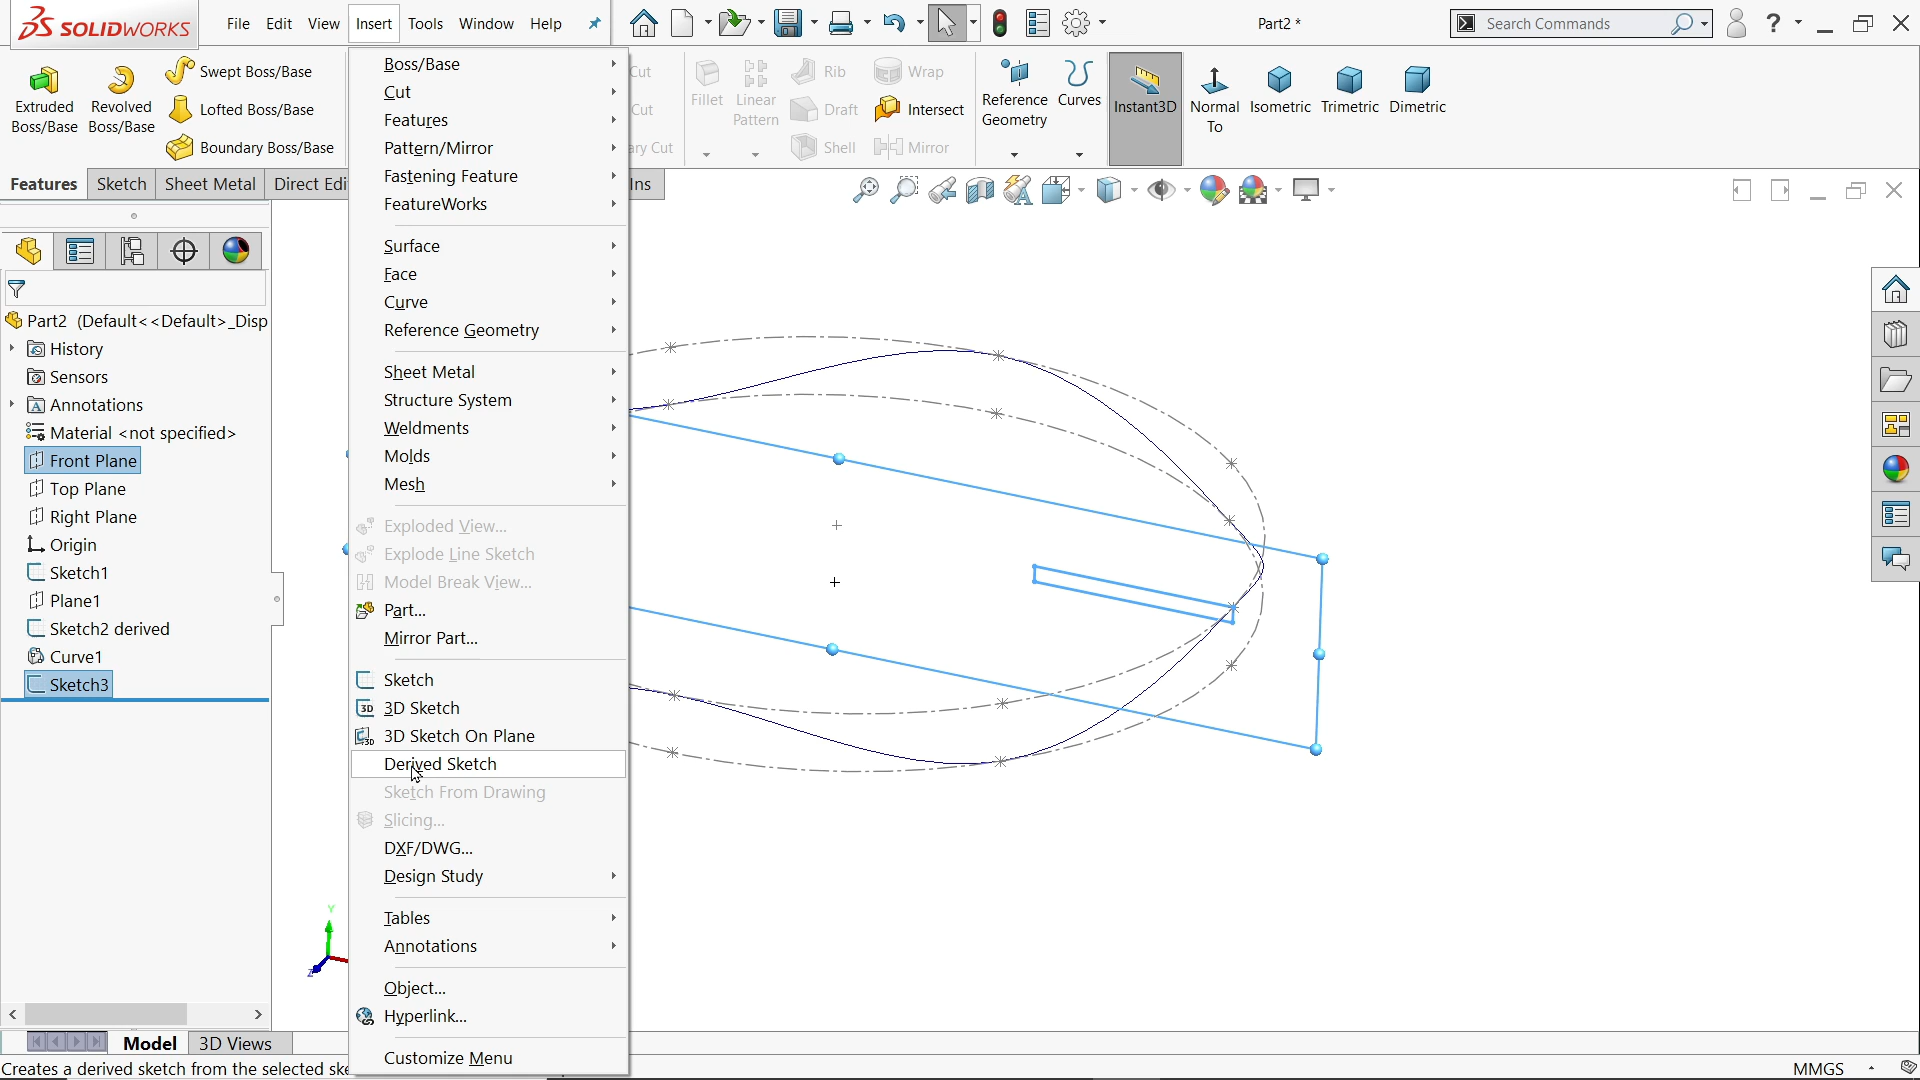 SOLIDWORKS
File Edit View Insert Tools Window Help
Part2 *
Search Commands
Extruded Boss/Base
Revolved Boss/Base
Swept Boss/Base
Lofted Boss/Base
Boundary Boss/Base
Cut
Cut
ary Cut
Fillet
Linear Pattern
Rib
Draft
Shell
Wrap
Intersect
Mirror
Reference Geometry
Curves
Instant3D
Normal To
Isometric
Trimetric
Dimetric
Features Sketch Sheet Metal Direct Edi
ns
Part2 (Default<<Default>_Disp
History
Sensors
Annotations
Material <not specified>
Front Plane
Top Plane
Right Plane
Origin
Sketch1
Plane1
Sketch2 derived
Curve1
Sketch3
Boss/Base
Cut
Features
Pattern/Mirror
Fastening Feature
FeatureWorks
Surface
Face
Curve
Reference Geometry
Sheet Metal
Structure System
Weldments
Molds
Mesh
Exploded View...
Explode Line Sketch
Model Break View...
Part...
Mirror Part...
Sketch
3D Sketch
3D Sketch On Plane
Derived Sketch
Sketch From Drawing
Slicing...
DXF/DWG...
Design Study
Tables
Annotations
Object...
Hyperlink...
Customize Menu
Y
Z
Model 3D Views
Creates a derived sketch from the selected ske
MMGS